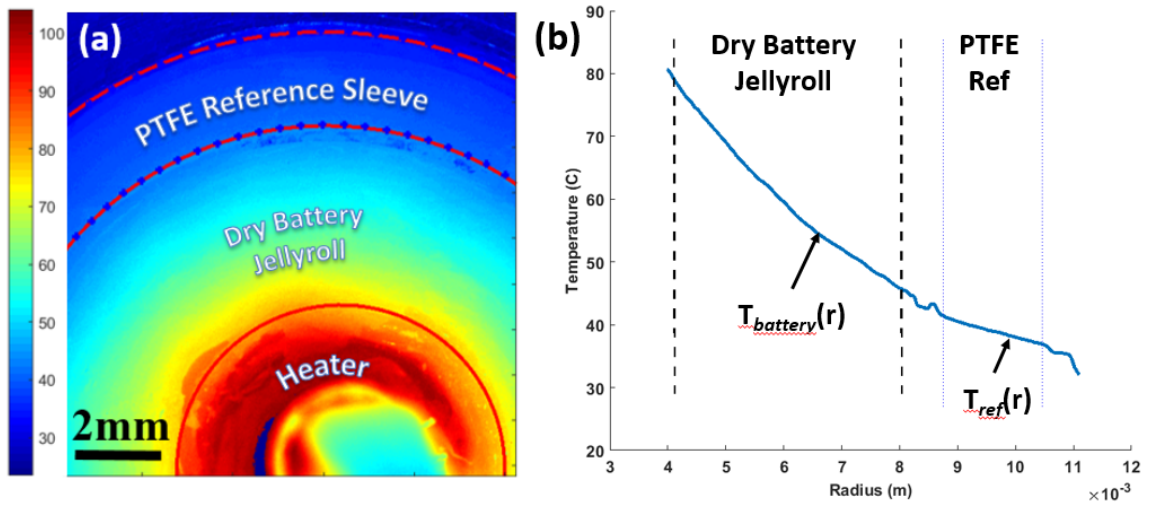 (a)
100
90
80
70
60
50
40
30
PTFE Reference Sleeve
Dry Battery
Jellyroll
Heater
2mm
(b)
90
80
70
60
50
40
30
20
Temperature (C)
Dry Battery
Jellyroll
PTFE
Ref
Tbattery(r)
Tref(r)
3
4
5
6
7
8
9
10
11
12
Radius (m)
×10-3